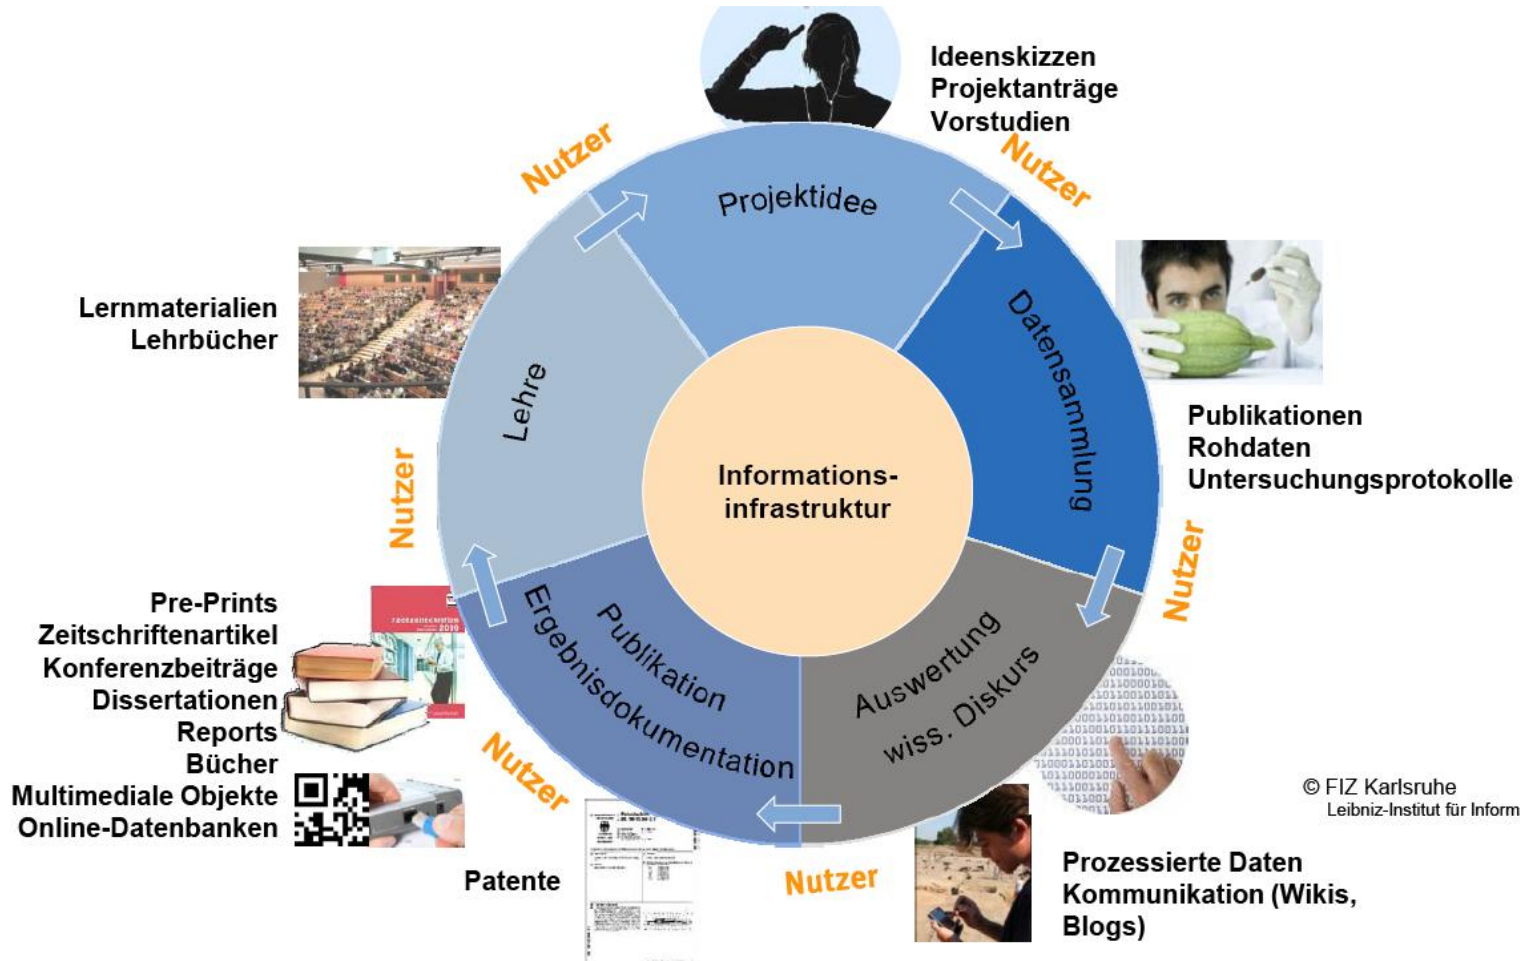 Ideenskizzen
Projektanträge
Vorstudien
Nutzer
Nutzer
Projektidee
Datensammlung
Lehre
Lernmaterialien
Lehrbücher
Publikationen
Rohdaten
Untersuchungsprotokolle
Informations-
infrastruktur
Nutzer
Nutzer
Pre-Prints
Zeitschriftenartikel
Konferenzbeiträge
Dissertationen
Reports
Bücher
Multimediale Objekte
Online-Datenbanken
Publikation
Ergebnisdokumentation
Auswertung
wiss. Diskurs
Nutzer
Nutzer
Patente
© FIZ Karlsruhe
Leibniz-Institut für Inform
Prozessierte Daten
Kommunikation (Wikis,
Blogs)